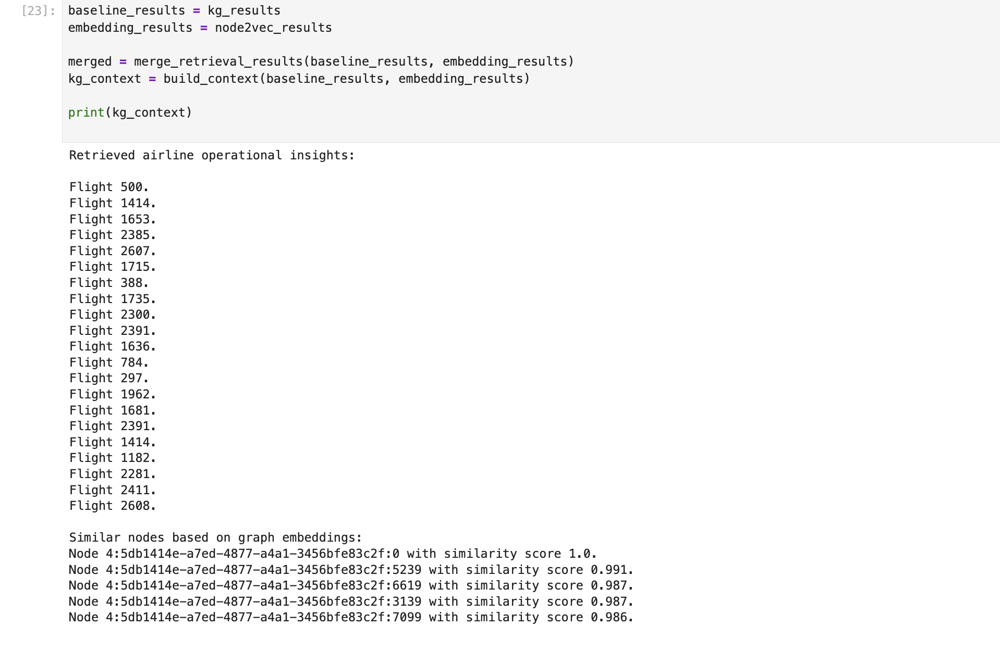 [23]:
baseline_results = kg_results
embedding_results = node2vec_results
merged = merge_retrieval_results(baseline_results, embedding_results)
kg_context = build_context(baseline_results, embedding_results)
print(kg_context)
Retrieved airline operational insights:
Flight 500.
Flight 1414.
Flight 1653.
Flight 2385.
Flight 2607.
Flight 1715.
Flight 388.
Flight 1735.
Flight 2300.
Flight 2391.
Flight 1636.
Flight 784.
Flight 297.
Flight 1962.
Flight 1681.
Flight 2391.
Flight 1414.
Flight 1182.
Flight 2281.
Flight 2411.
Flight 2608.
Similar nodes based on graph embeddings:
Node 4:5db1414e-a7ed-4877-a4a1-3456bfe83c2f:0 with similarity score 1.0.
Node 4:5db1414e-a7ed-4877-a4a1-3456bfe83c2f:5239 with similarity score 0.991.
Node 4:5db1414e-a7ed-4877-a4a1-3456bfe83c2f:6619 with similarity score 0.987.
Node 4:5db1414e-a7ed-4877-a4a1-3456bfe83c2f:3139 with similarity score 0.987.
Node 4:5db1414e-a7ed-4877-a4a1-3456bfe83c2f:7099 with similarity score 0.986.